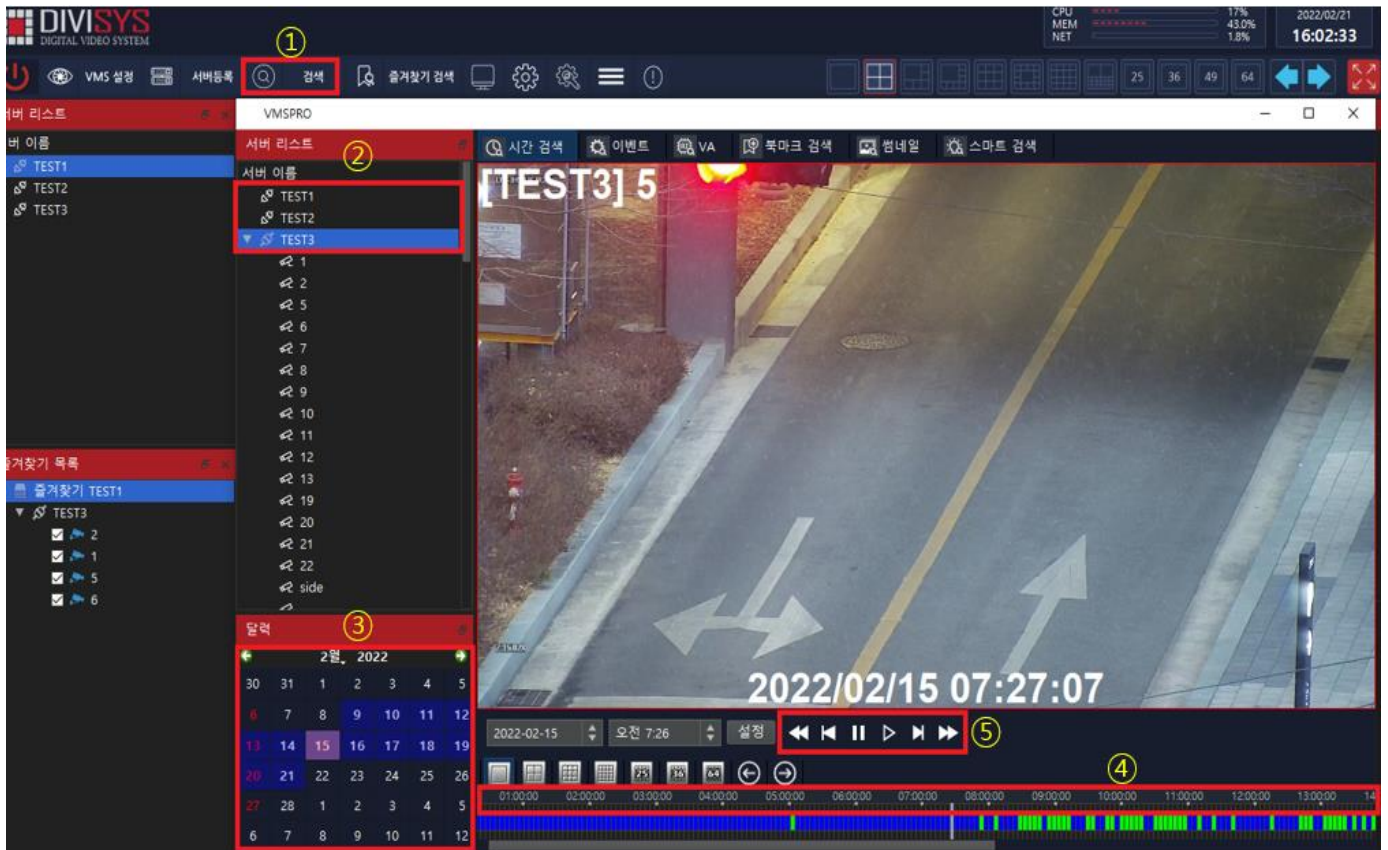 DIVISYS
DIGITAL VIDEO SYSTEM
①
CPU 17%
MEM 43.0%
NET 1.8%
2022/02/21
16:02:33
VMS 설정
서버등록
검색
즐겨찾기 검색
25 36 49 64
서버 리스트
VMSPRO
버 이름
TEST1
TEST2
TEST3
서버 리스트
②
서버 이름
TEST1
TEST2
TEST3
1
2
5
6
7
8
9
10
11
12
13
19
20
21
22
side
시간 검색 이벤트 VA 북마크 검색 썸네일 스마트 검색
[TEST3] 5
2022/02/15 07:27:07
즐겨찾기 목록
즐겨찾기 TEST1
TEST3
2
1
5
6
달력
③
2월 2022
30 31 1 2 3 4 5
6 7 8 9 10 11 12
13 14 15 16 17 18 19
20 21 22 23 24 25 26
27 28 1 2 3 4 5
6 7 8 9 10 11 12
2022-02-15 오전 7:26 설정
⑤
25 36 64
④
01:00:00 02:00:00 03:00:00 04:00:00 05:00:00 06:00:00 07:00:00 08:00:00 09:00:00 10:00:00 11:00:00 12:00:00 13:00:00 14